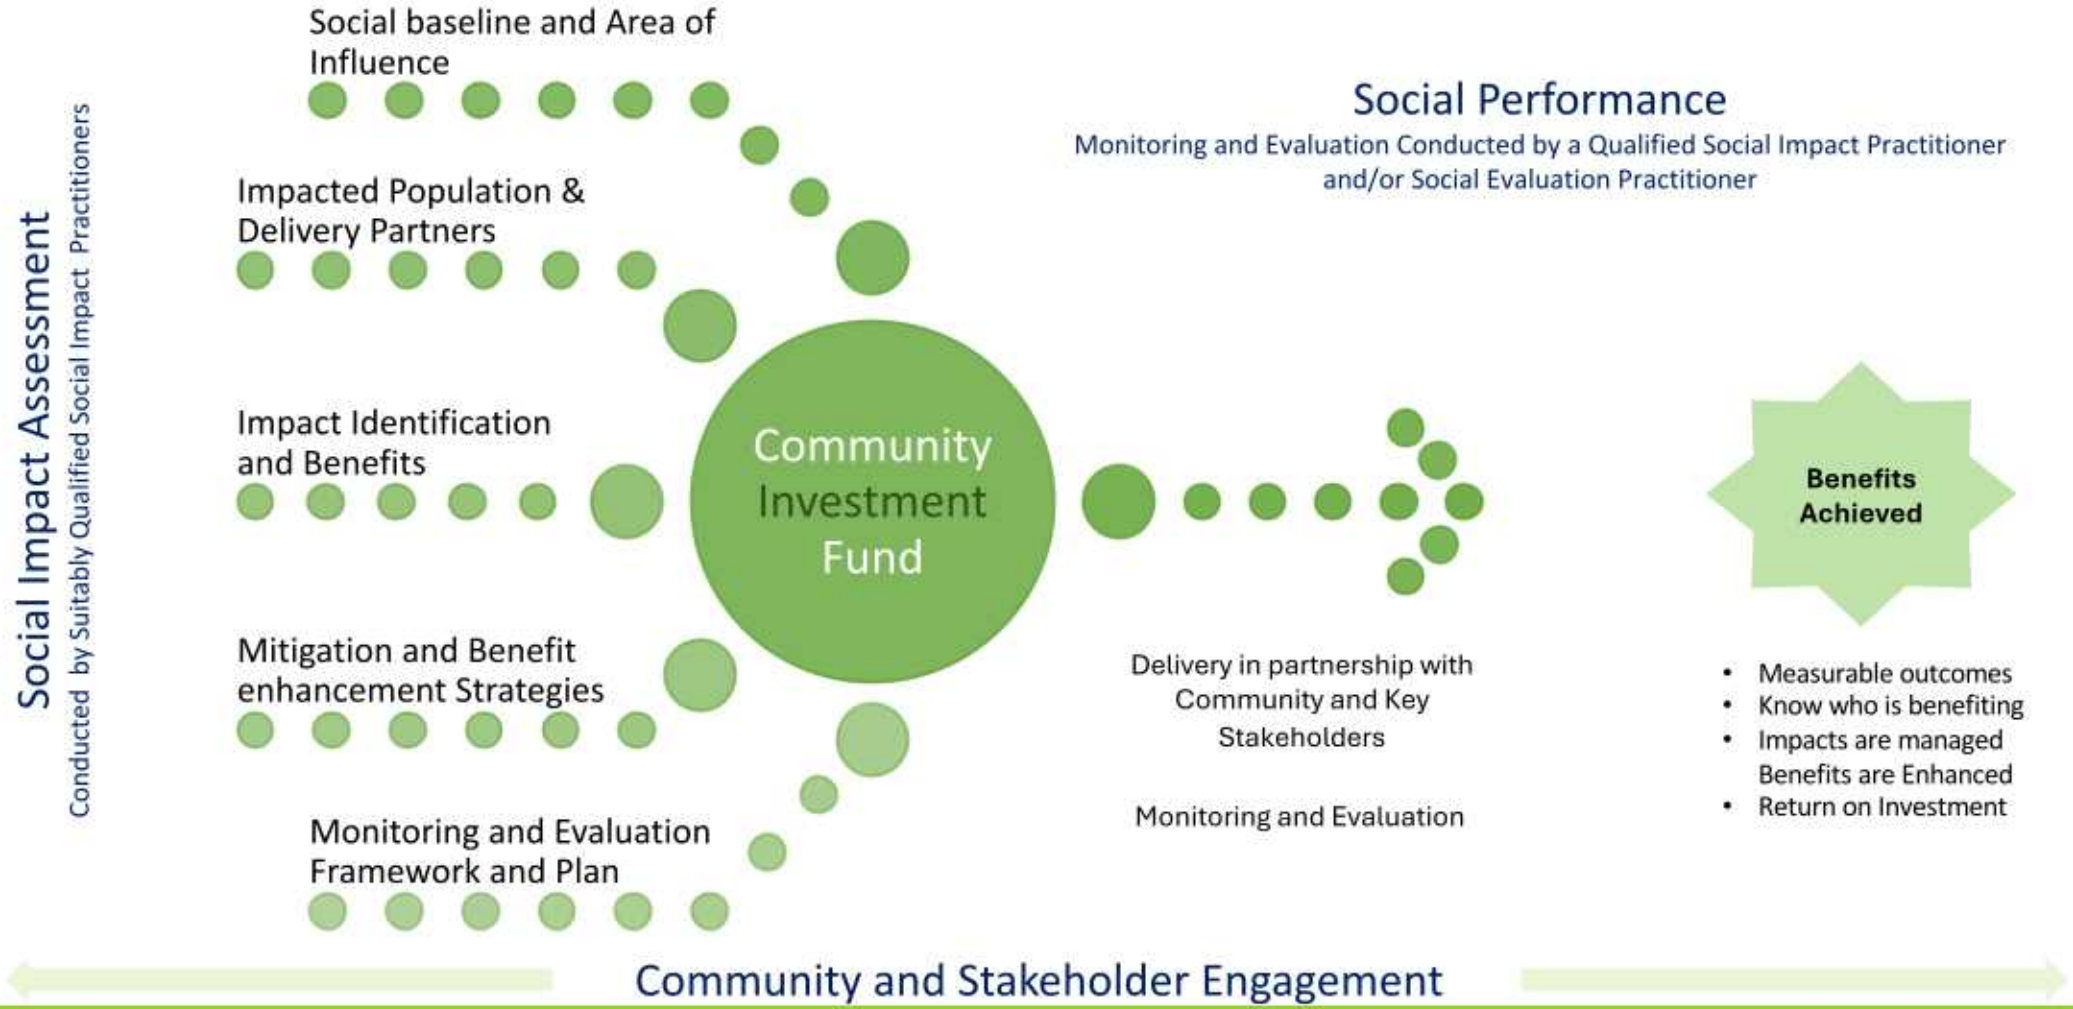 Social Impact Assessment
Conducted by Suitably Qualified Social Impact Practitioners
Social baseline and Area of
Influence
Impacted Population &
Delivery Partners
Impact Identification
and Benefits
Mitigation and Benefit
enhancement Strategies
Monitoring and Evaluation
Framework and Plan
Community
Investment
Fund
Social Performance
Monitoring and Evaluation Conducted by a Qualified Social Impact Practitioner
and/or Social Evaluation Practitioner
Delivery in partnership with
Community and Key
Stakeholders
Monitoring and Evaluation
Benefits
Achieved
• Measurable outcomes
• Know who is benefiting
• Impacts are managed
Benefits are Enhanced
• Return on Investment
Community and Stakeholder Engagement